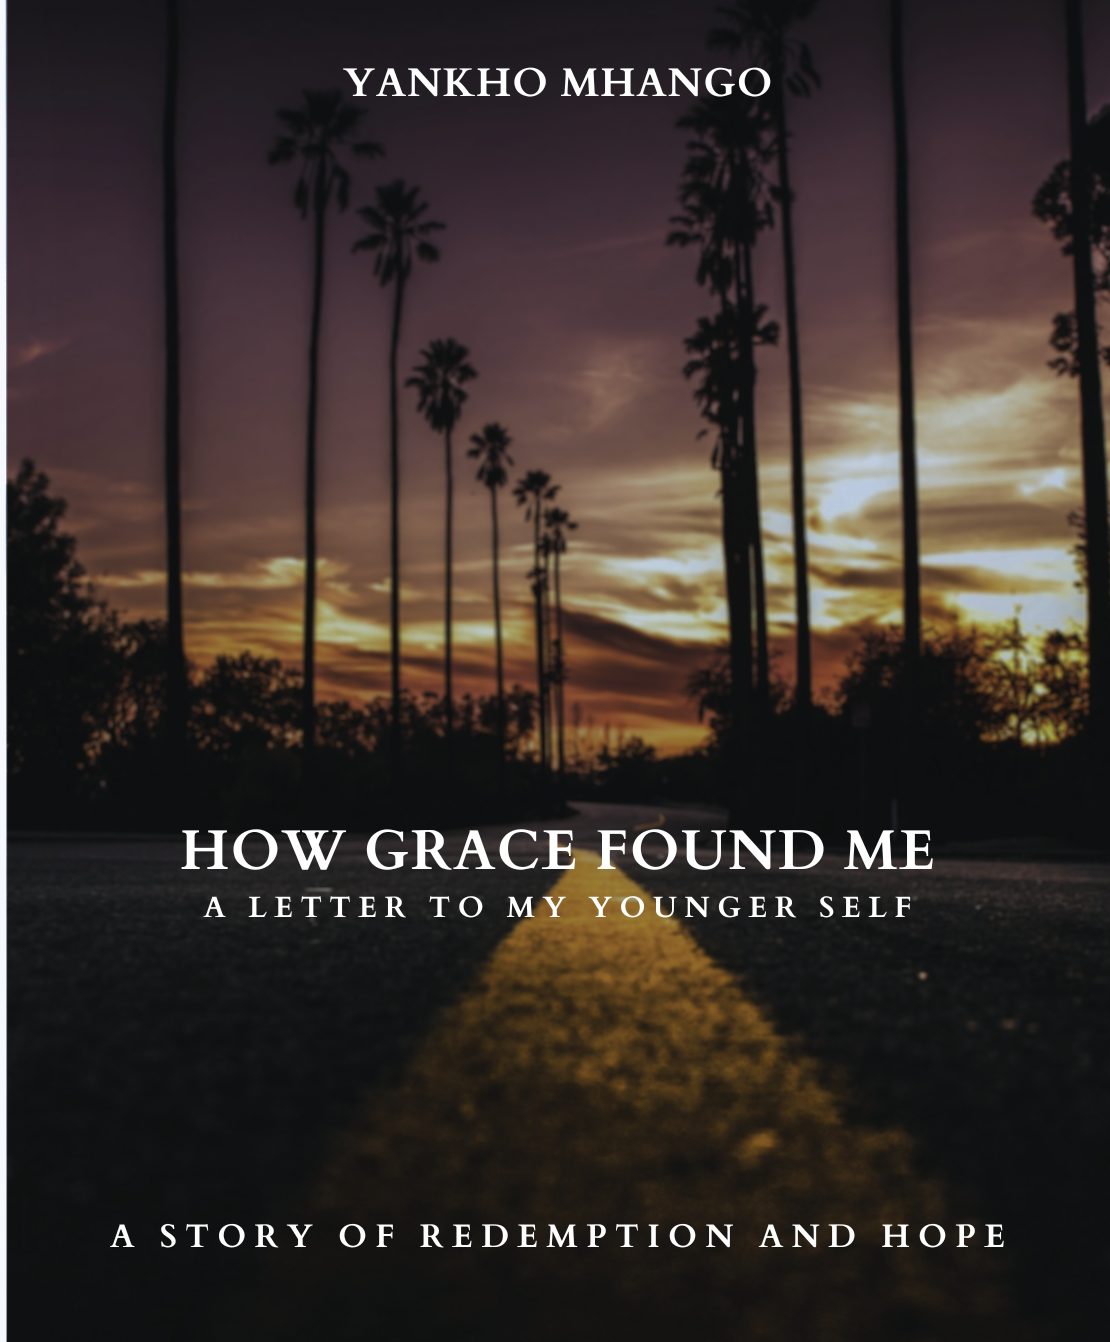 YANKHO MHANGO
HOW GRACE FOUND ME
A LETTER TO MY YOUNGER SELF
A STORY OF REDEMPTION AND HOPE